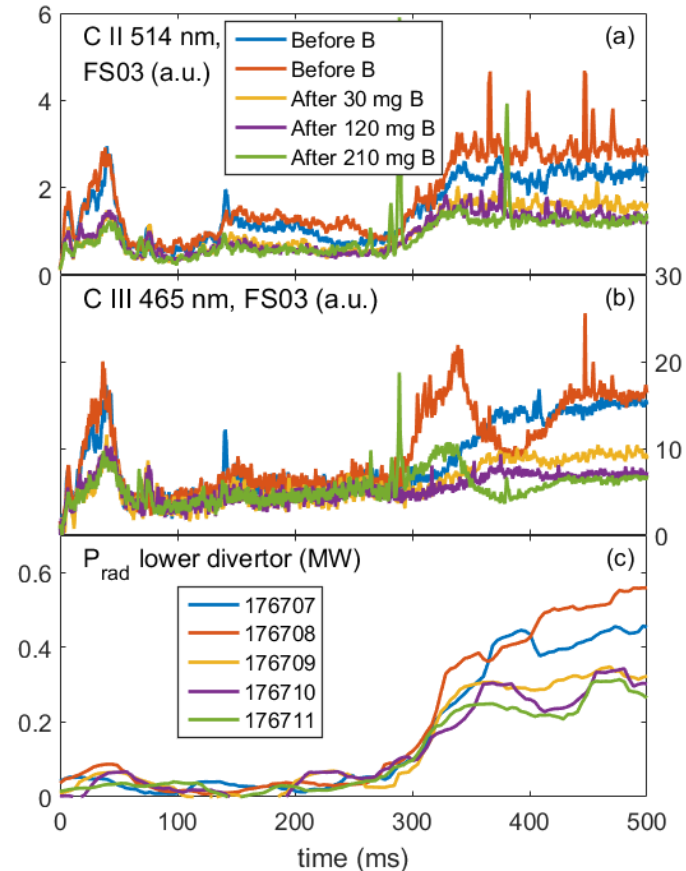 C II 514 nm,
FS03 (a.u.)
(a)
Before B
Before B
After 30 mg B
After 120 mg B
After 210 mg B
6
4
2
0
C III 465 nm, FS03 (a.u.)
(b)
30
20
10
0
P_rad lower divertor (MW)
(c)
176707
176708
176709
176710
176711
0.6
0.4
0.2
0
0 100 200 300 400 500
time (ms)